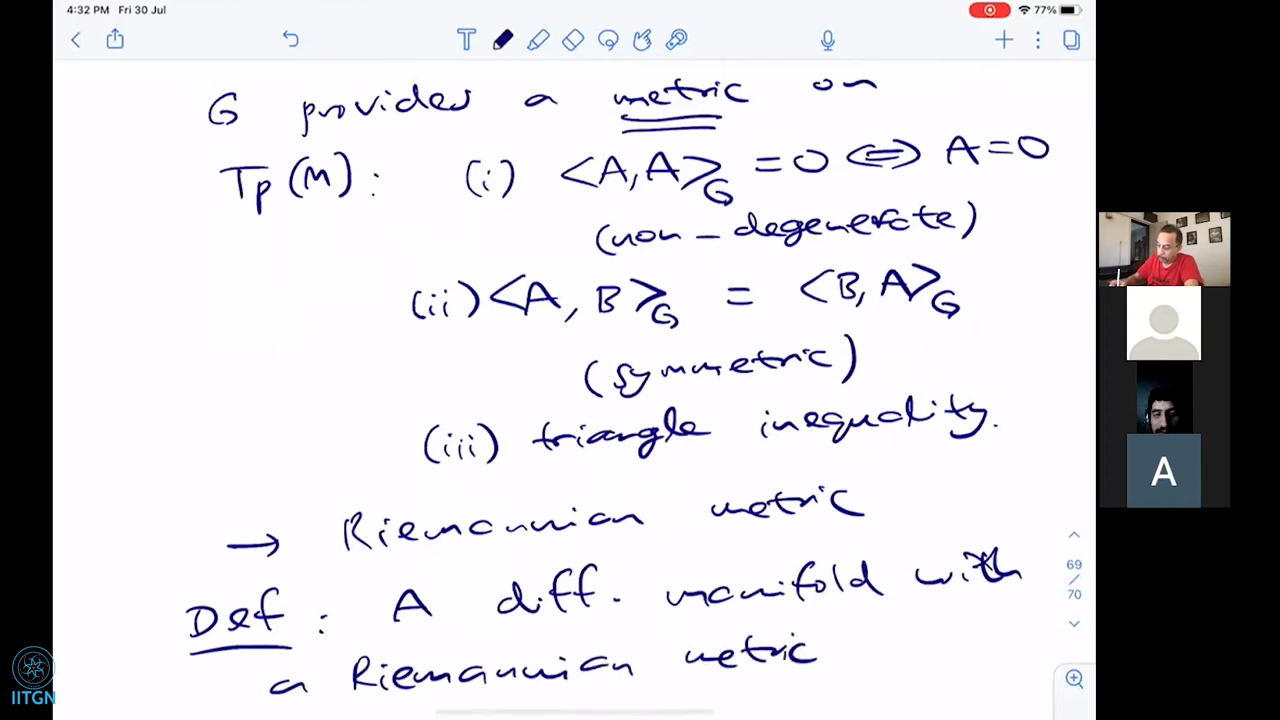 4:32 PM Fri 30 Jul
77%
G provides a metric on
Tp(M): (i) <A, A>G = 0 ⟺ A = 0
(non-degenerate)
(ii) <A, B>G = <B, A>G
(symmetric)
(iii) triangle inequality.
→ Riemannian metric
Def: A diff. manifold with
a Riemannian metric
69
/
70
A
IITGN